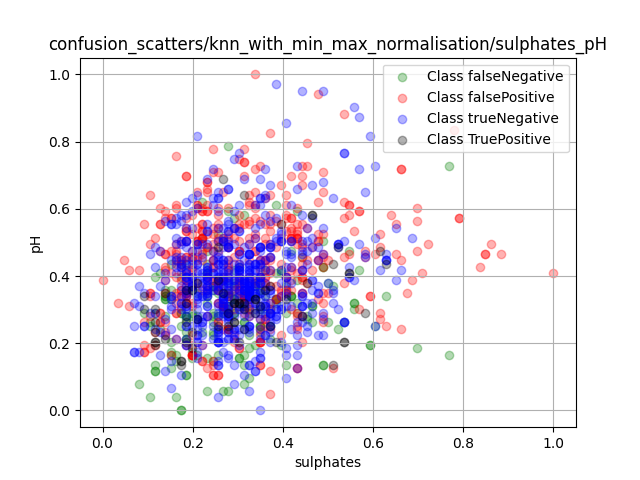 confusion_scatters/knn_with_min_max_normalisation/sulphates_pH
1.0
0.8
0.6
0.4
0.2
0.0
pH
Class falseNegative
Class falsePositive
Class trueNegative
Class TruePositive
0.0 0.2 0.4 0.6 0.8 1.0
sulphates